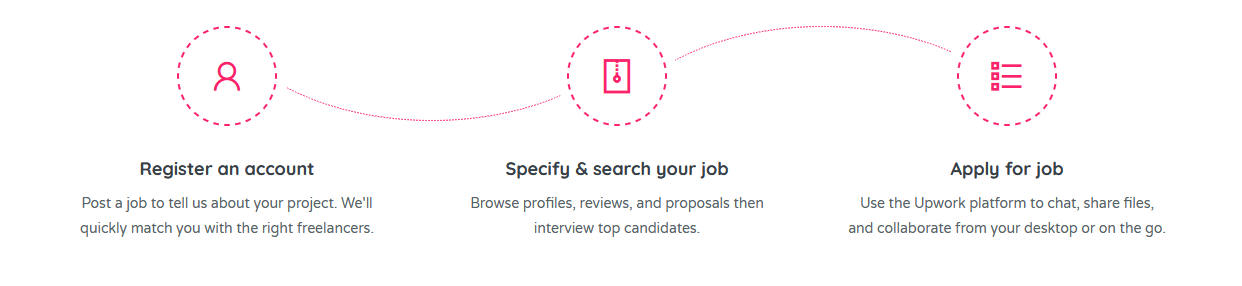 Register an account
Post a job to tell us about your project. We'll
quickly match you with the right freelancers.
Specify & search your job
Browse profiles, reviews, and proposals then
interview top candidates.
Apply for job
Use the Upwork platform to chat, share files,
and collaborate from your desktop or on the go.